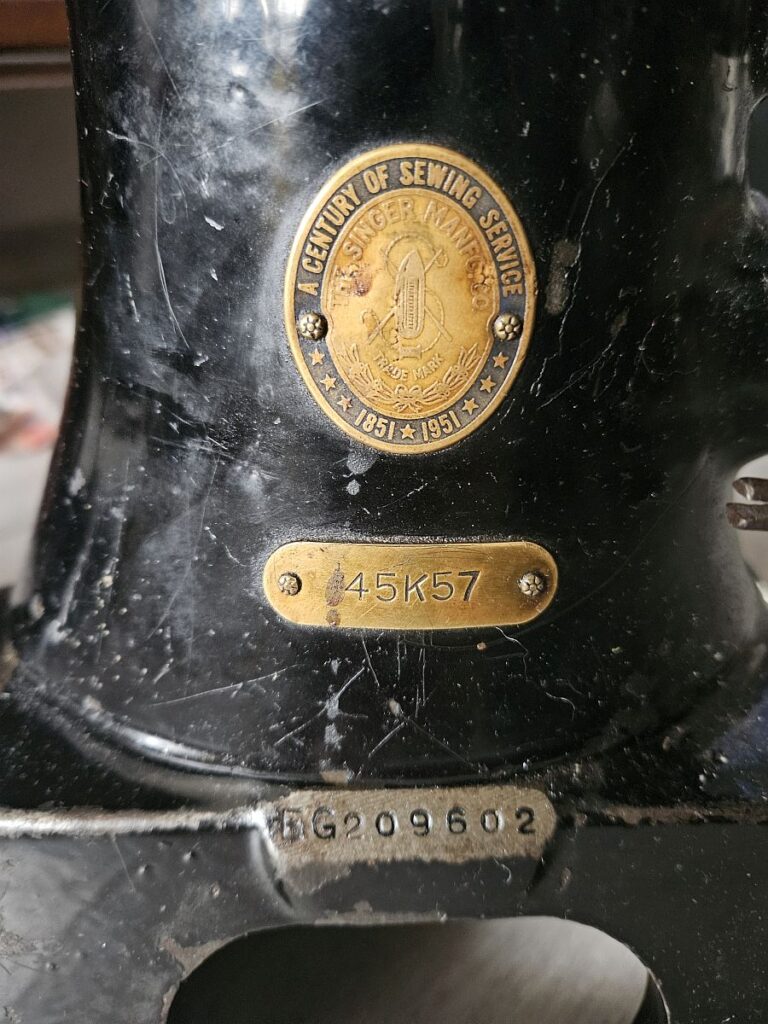 A CENTURY OF SEWING SERVICE
THE SINGER MANFG. CO.
TRADE MARK
1851 ★ 1951
45K57
EG209602